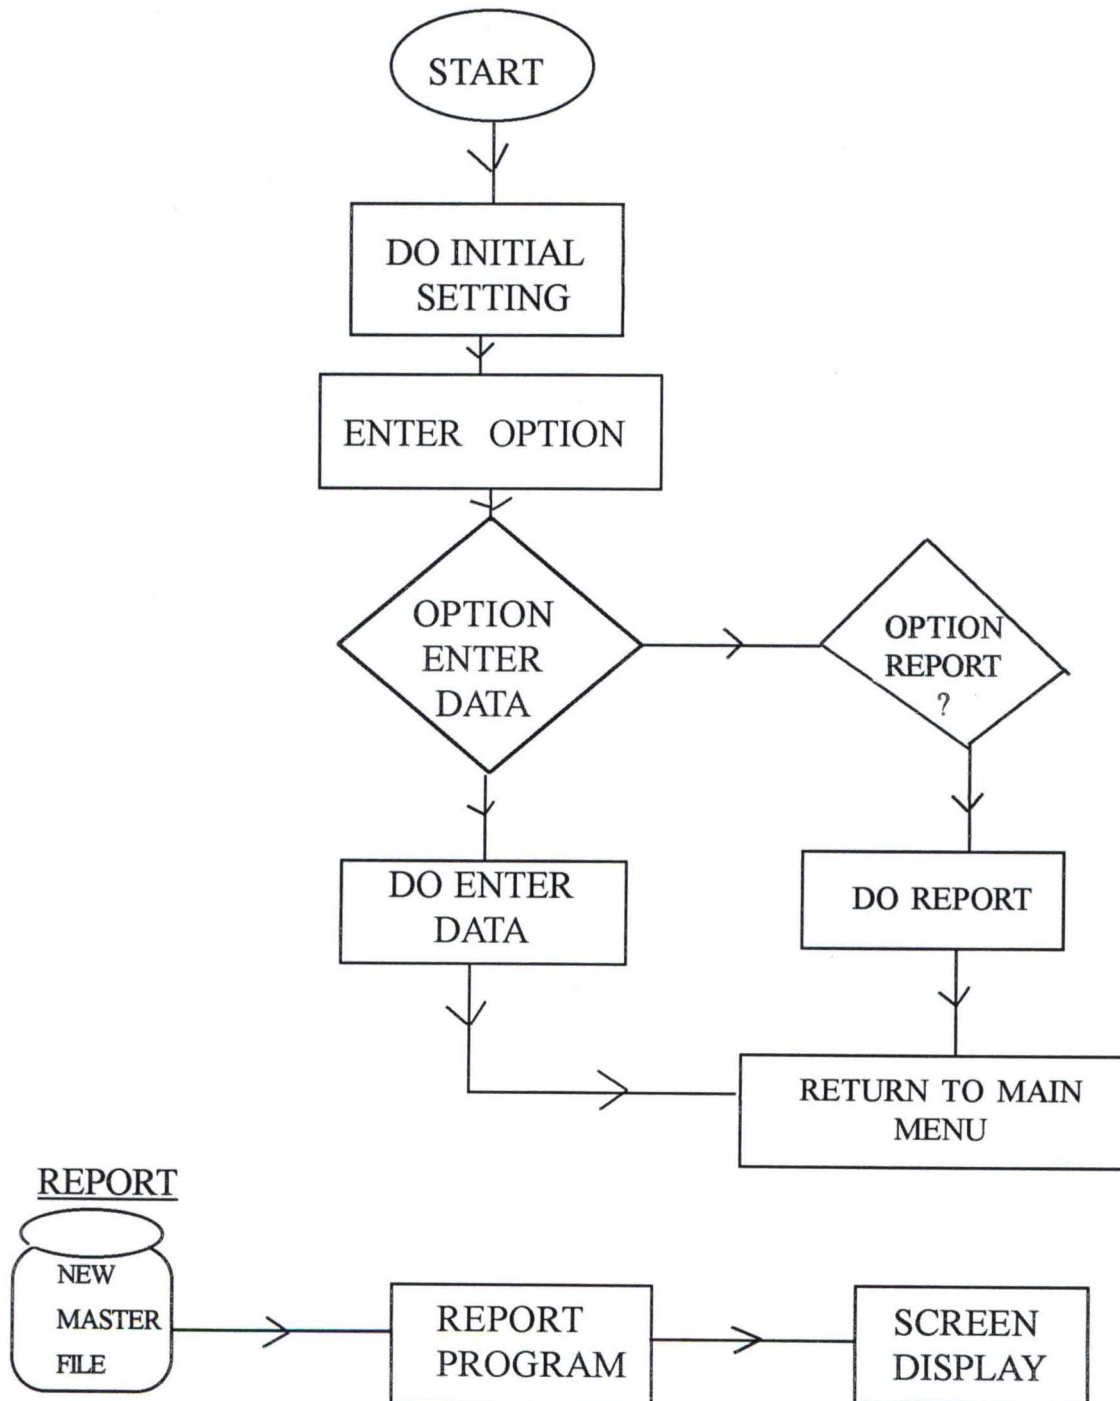 START
DO INITIAL
SETTING
ENTER OPTION
OPTION
ENTER
DATA
OPTION
REPORT
?
DO ENTER
DATA
DO REPORT
RETURN TO MAIN
MENU
REPORT
NEW
MASTER
FILE
REPORT
PROGRAM
SCREEN
DISPLAY